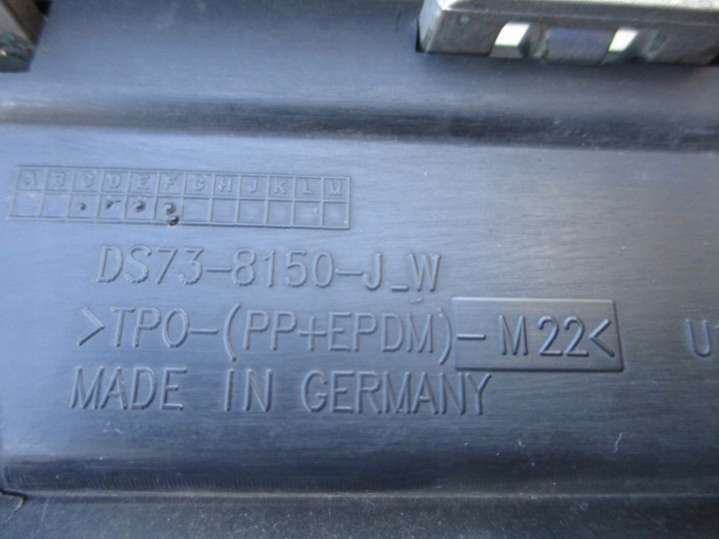 A B C D E F G H J K L M
DS73-8150-J_W
>TPO-(PP+EPDM)-M22<
MADE IN GERMANY
U